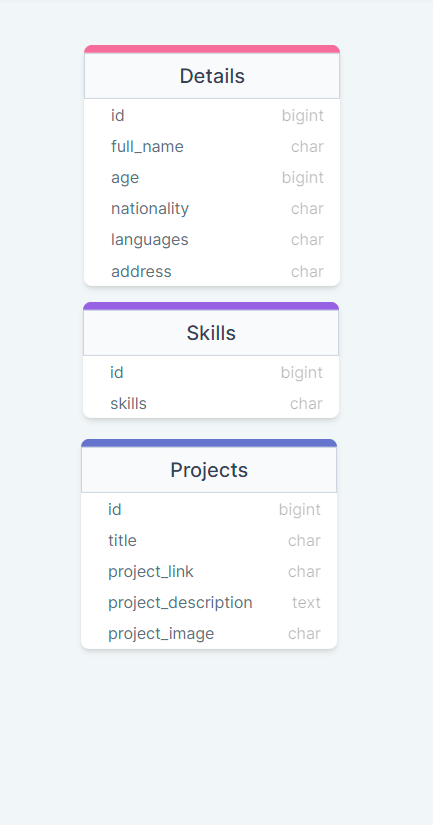 Details
id bigint
full_name char
age bigint
nationality char
languages char
address char
Skills
id bigint
skills char
Projects
id bigint
title char
project_link char
project_description text
project_image char